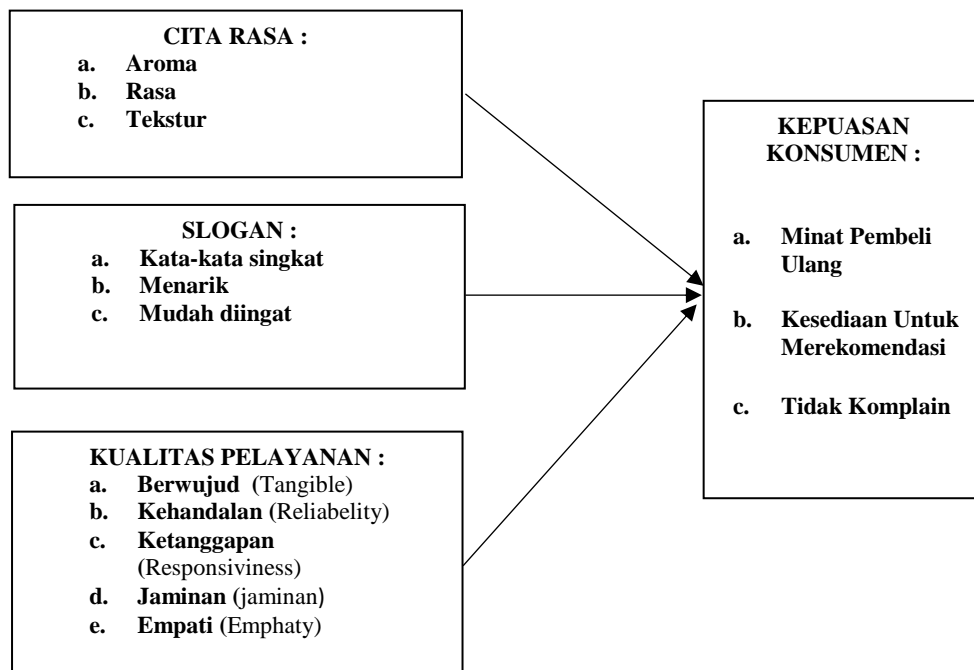 CITA RASA :
a. Aroma
b. Rasa
c. Tekstur
SLOGAN :
a. Kata-kata singkat
b. Menarik
c. Mudah diingat
KUALITAS PELAYANAN :
a. Berwujud (Tangible)
b. Kehandalan (Reliabelity)
c. Ketanggapan
(Responsiviness)
d. Jaminan (jaminan)
e. Empati (Emphaty)
KEPUASAN
KONSUMEN :
a. Minat Pembeli
Ulang
b. Kesediaan Untuk
Merekomendasi
c. Tidak Komplain